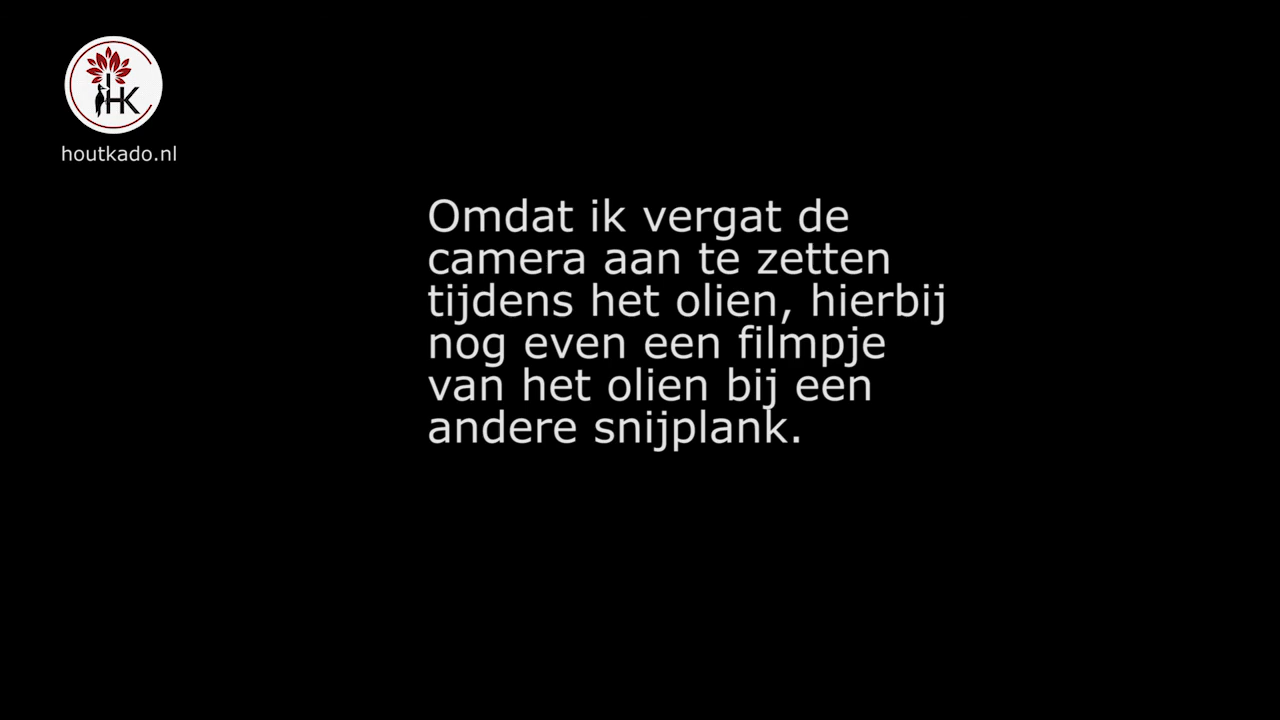 HK
houtkado.nl
Omdat ik vergat de
camera aan te zetten
tijdens het olien, hierbij
nog even een filmpje
van het olien bij een
andere snijplank.